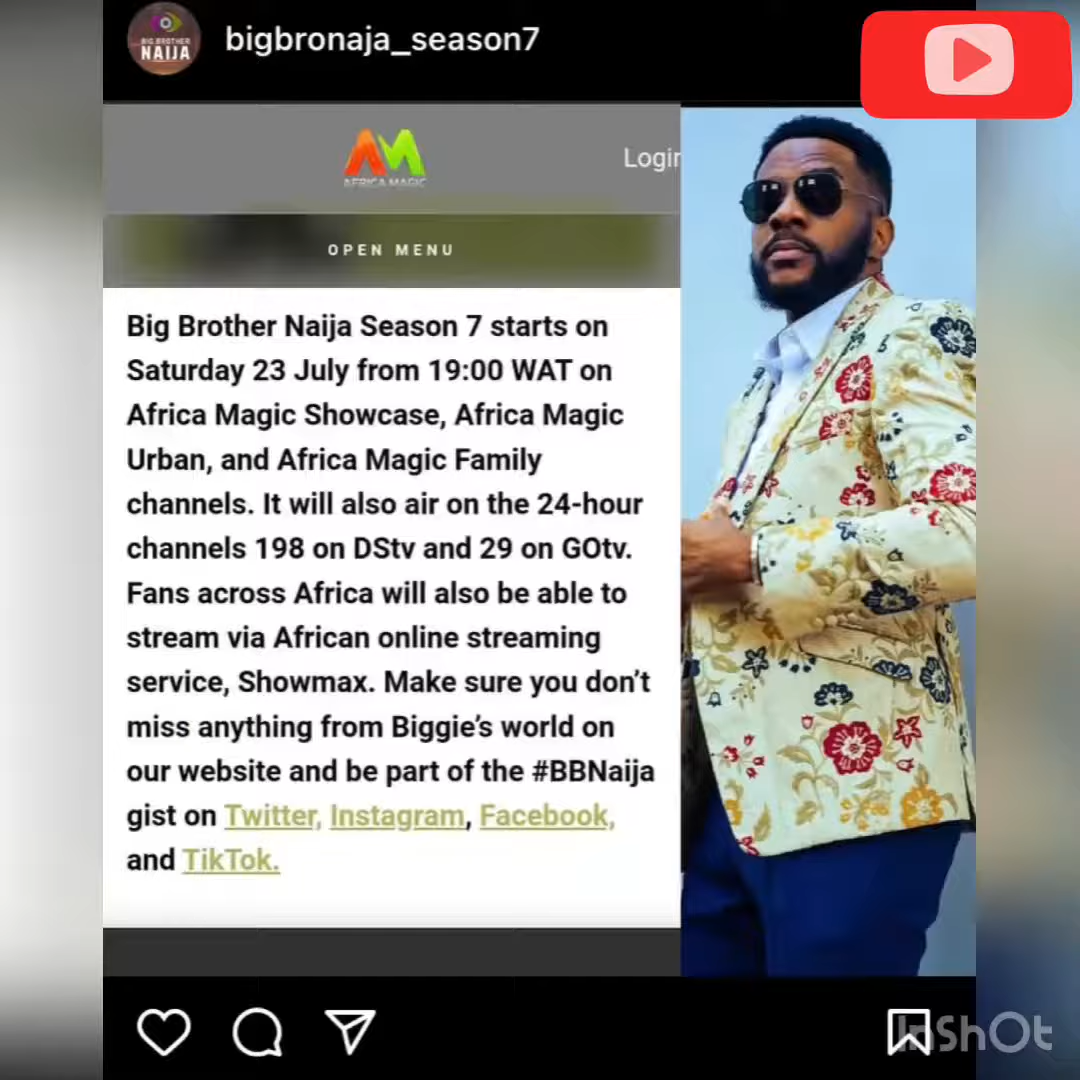 BIG BROTHER
NAIJA
bigbronaja_season7
AFRICA MAGIC
Login
OPEN MENU
Big Brother Naija Season 7 starts on
Saturday 23 July from 19:00 WAT on
Africa Magic Showcase, Africa Magic
Urban, and Africa Magic Family
channels. It will also air on the 24-hour
channels 198 on DStv and 29 on GOtv.
Fans across Africa will also be able to
stream via African online streaming
service, Showmax. Make sure you don’t
miss anything from Biggie’s world on
our website and be part of the #BBNaija
gist on Twitter, Instagram, Facebook,
and TikTok.
InShOt